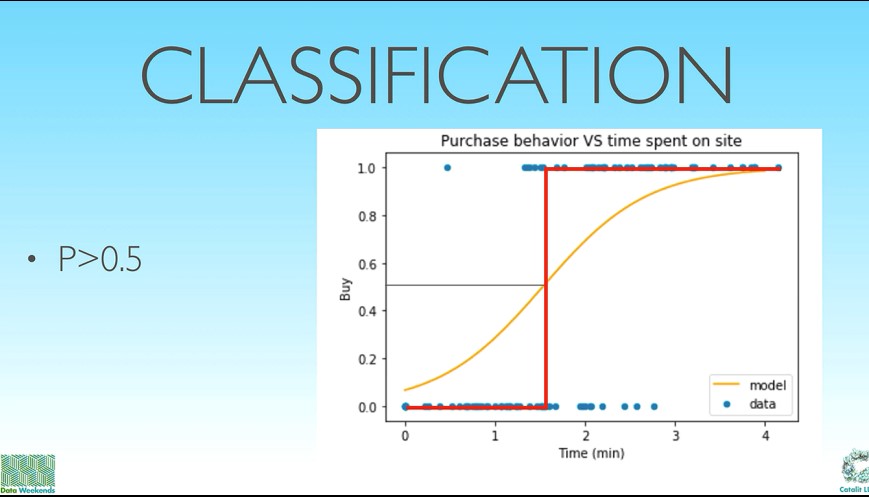 CLASSIFICATION
• P>0.5
Purchase behavior VS time spent on site
1.0
0.8
0.6
0.4
0.2
0.0
Buy
model
data
0 1 2 3 4
Time (min)
Data Weekends
Catalit